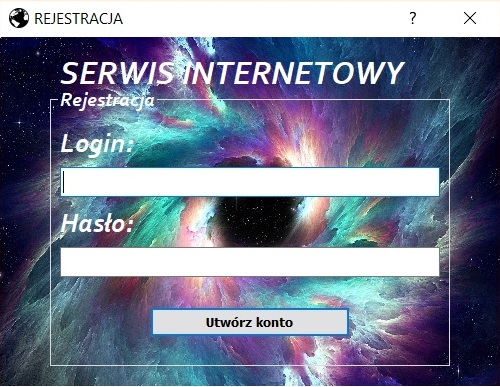 REJESTRACJA
SERWIS INTERNETOWY
Rejestracja
Login:
Hasło:
Utwórz konto